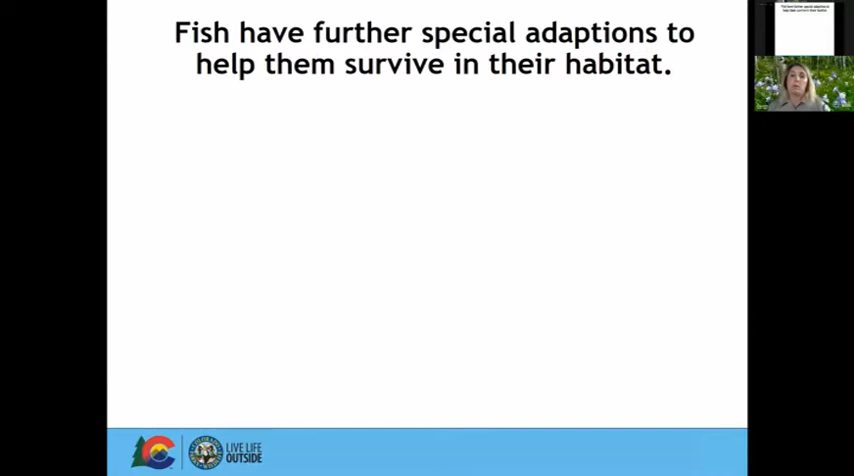 Fish have further special adaptions to
help them survive in their habitat.
LIVE LIFE
OUTSIDE